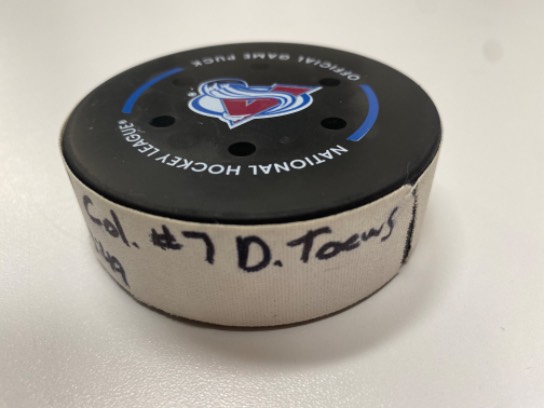 OFFICIAL GAME PUCK
NATIONAL HOCKEY LEAGUE®
Col. #7 D. Toews